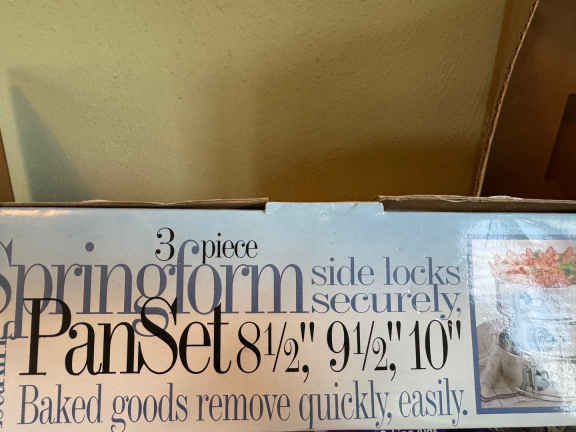 3 piece
Springform side locks
securely.
PanSet 8½", 9½", 10"
Baked goods remove quickly, easily.